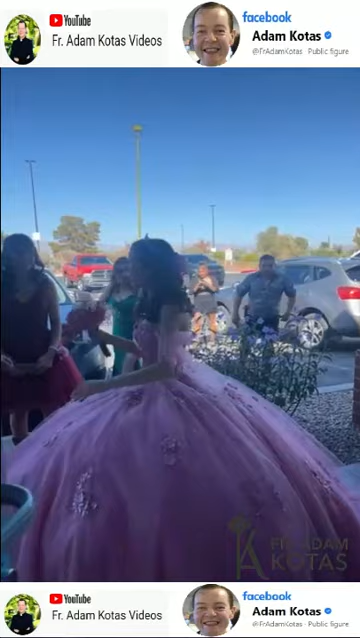 YouTube
Fr. Adam Kotas Videos
facebook
Adam Kotas
@FrAdamKotas · Public figure
FR. ADAM
KOTAS
YouTube
Fr. Adam Kotas Videos
facebook
Adam Kotas
@FrAdamKotas · Public figure